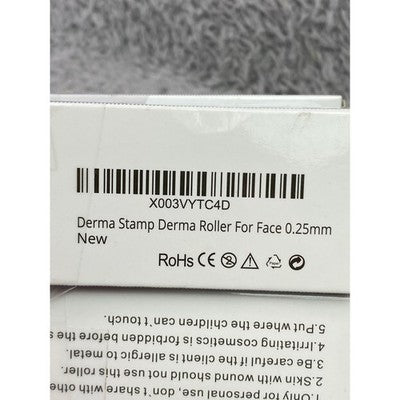 X003VYTC4D
Derma Stamp Derma Roller For Face 0.25mm
New
RoHS CE
1.Only for personal use, don't share with othe
2.Skin with wound should not use this roller.
3.Be careful if the client is allergic to metal.
4.Irritating cosmetics is forbidden before the s
5.Put where the children can't touch.